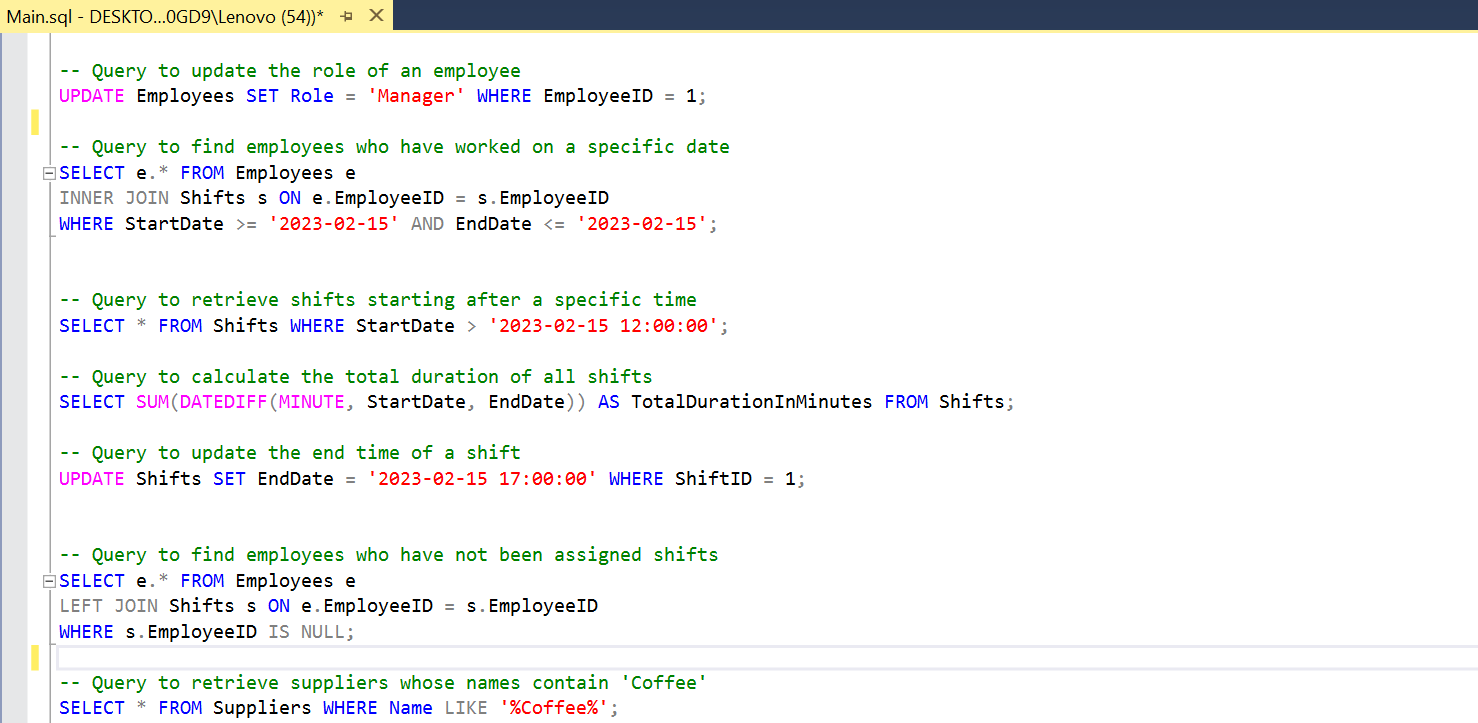 Main.sql - DESKTO...0GD9\Lenovo (54))*
-- Query to update the role of an employee
UPDATE Employees SET Role = 'Manager' WHERE EmployeeID = 1;
-- Query to find employees who have worked on a specific date
SELECT e.* FROM Employees e
INNER JOIN Shifts s ON e.EmployeeID = s.EmployeeID
WHERE StartDate >= '2023-02-15' AND EndDate <= '2023-02-15';
-- Query to retrieve shifts starting after a specific time
SELECT * FROM Shifts WHERE StartDate > '2023-02-15 12:00:00';
-- Query to calculate the total duration of all shifts
SELECT SUM(DATEDIFF(MINUTE, StartDate, EndDate)) AS TotalDurationInMinutes FROM Shifts;
-- Query to update the end time of a shift
UPDATE Shifts SET EndDate = '2023-02-15 17:00:00' WHERE ShiftID = 1;
-- Query to find employees who have not been assigned shifts
SELECT e.* FROM Employees e
LEFT JOIN Shifts s ON e.EmployeeID = s.EmployeeID
WHERE s.EmployeeID IS NULL;
-- Query to retrieve suppliers whose names contain 'Coffee'
SELECT * FROM Suppliers WHERE Name LIKE '%Coffee%';